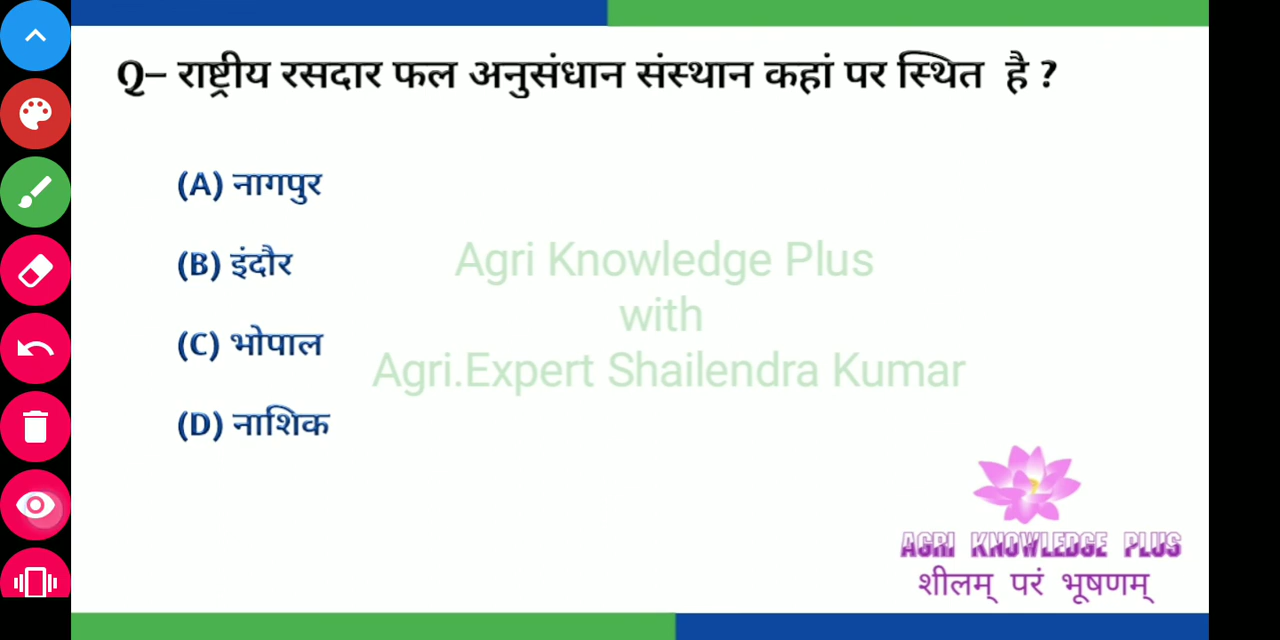 Q– राष्ट्रीय रसदार फल अनुसंधान संस्थान कहां पर स्थित है ?
(A) नागपुर
(B) इंदौर
Agri Knowledge Plus
with
(C) भोपाल
Agri.Expert Shailendra Kumar
(D) नाशिक
AGRI KNOWLEDGE PLUS
शीलम् परं भूषणम्